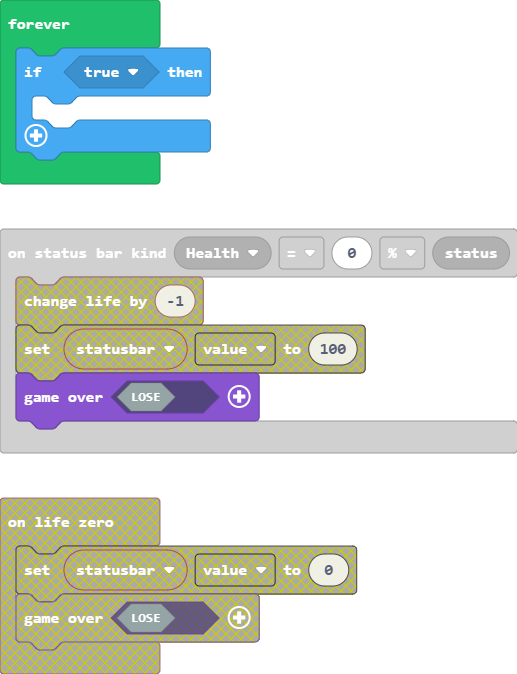 forever
if true then
on status bar kind Health = 0 % status
change life by -1
set statusbar value to 100
game over LOSE
on life zero
set statusbar value to 0
game over LOSE